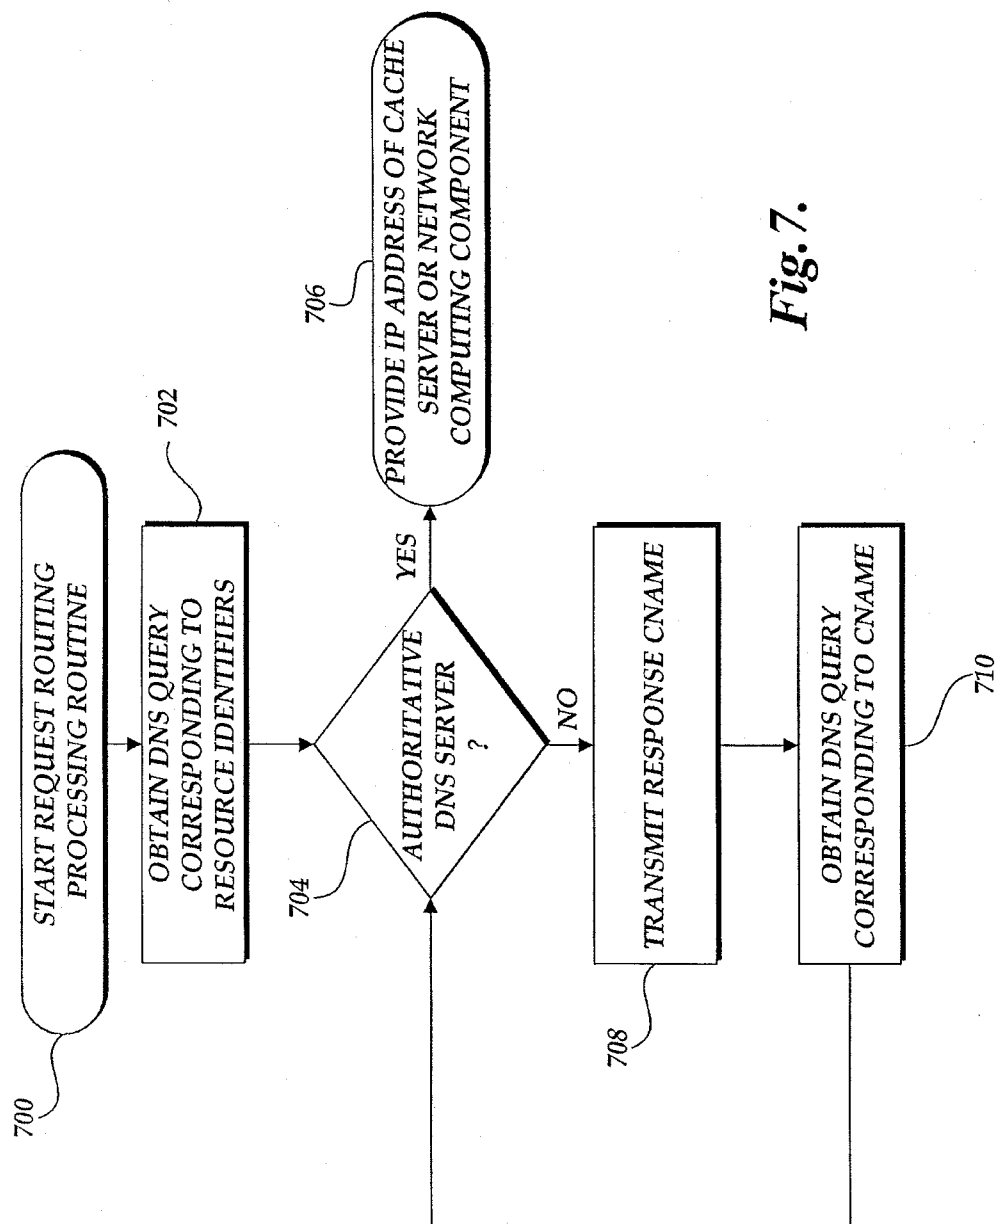 700
START REQUEST ROUTING
PROCESSING ROUTINE
702
OBTAIN DNS QUERY
CORRESPONDING TO
RESOURCE IDENTIFIERS
704
AUTHORITATIVE
DNS SERVER
?
YES
706
PROVIDE IP ADDRESS OF CACHE
SERVER OR NETWORK
COMPUTING COMPONENT
NO
708
TRANSMIT RESPONSE CNAME
OBTAIN DNS QUERY
CORRESPONDING TO CNAME
710
Fig.7.